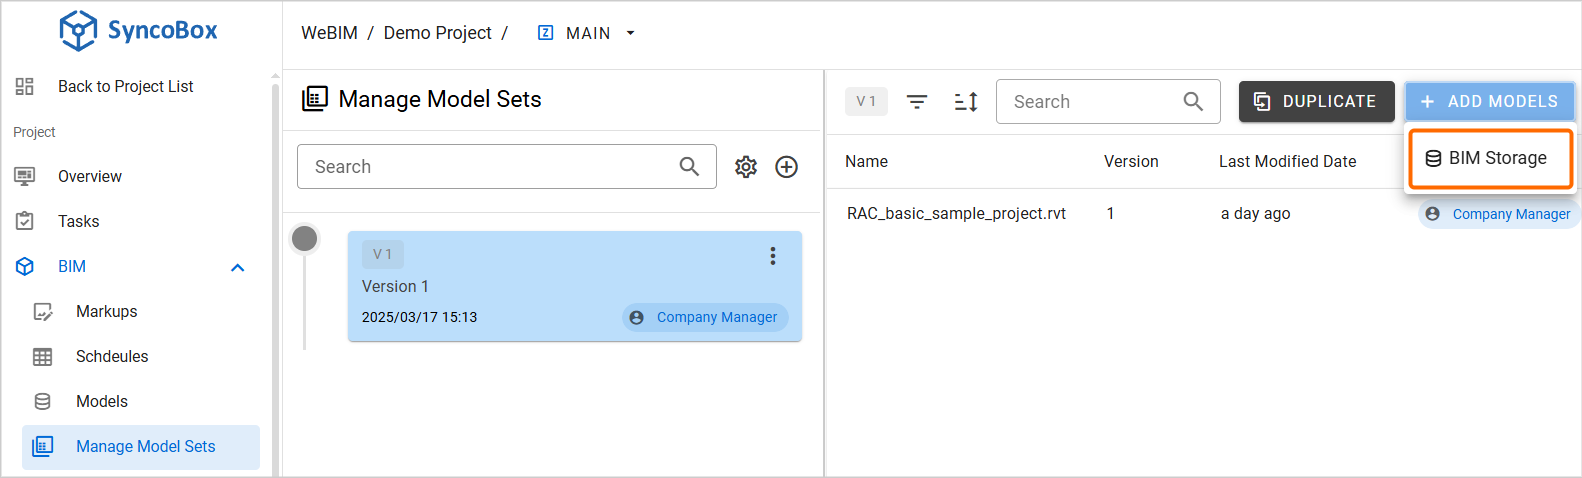 SyncoBox
WeBIM / Demo Project / Z MAIN
Back to Project List
Project
Overview
Tasks
BIM
Markups
Schdeules
Models
Manage Model Sets
Manage Model Sets
Search
V 1
Version 1
2025/03/17 15:13 Company Manager
V 1 Search DUPLICATE + ADD MODELS
BIM Storage
Name Version Last Modified Date
RAC_basic_sample_project.rvt 1 a day ago Company Manager